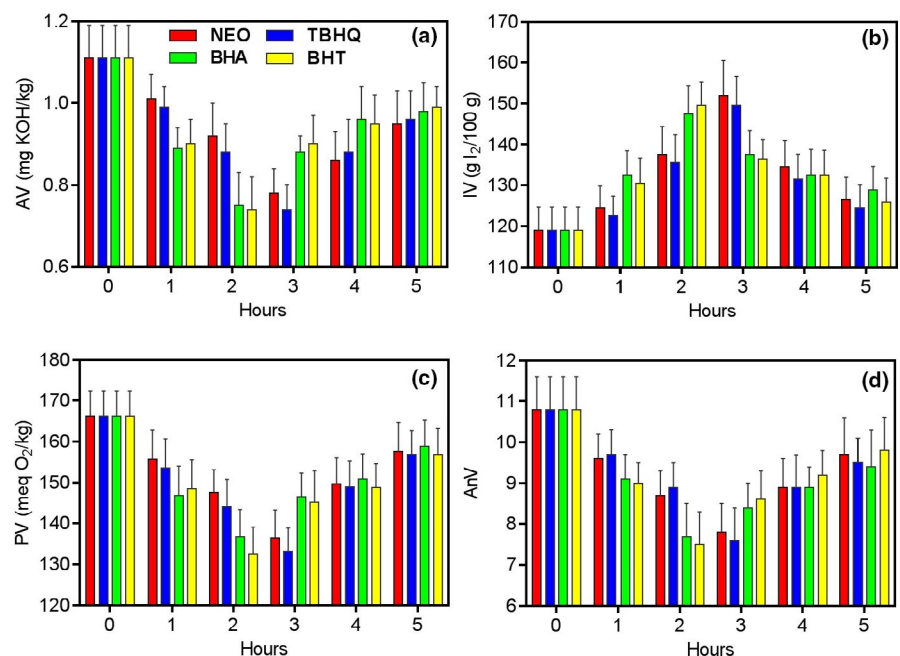 (a)
NEO TBHQ
BHA BHT
AV (mg KOH/kg)
1.2
1.0
0.8
0.6
0 1 2 3 4 5
Hours
(b)
IV (g I₂/100 g)
170
160
150
140
130
120
110
0 1 2 3 4 5
Hours
(c)
PV (meq O₂/kg)
180
170
160
150
140
130
120
0 1 2 3 4 5
Hours
(d)
AnV
12
11
10
9
8
7
6
0 1 2 3 4 5
Hours